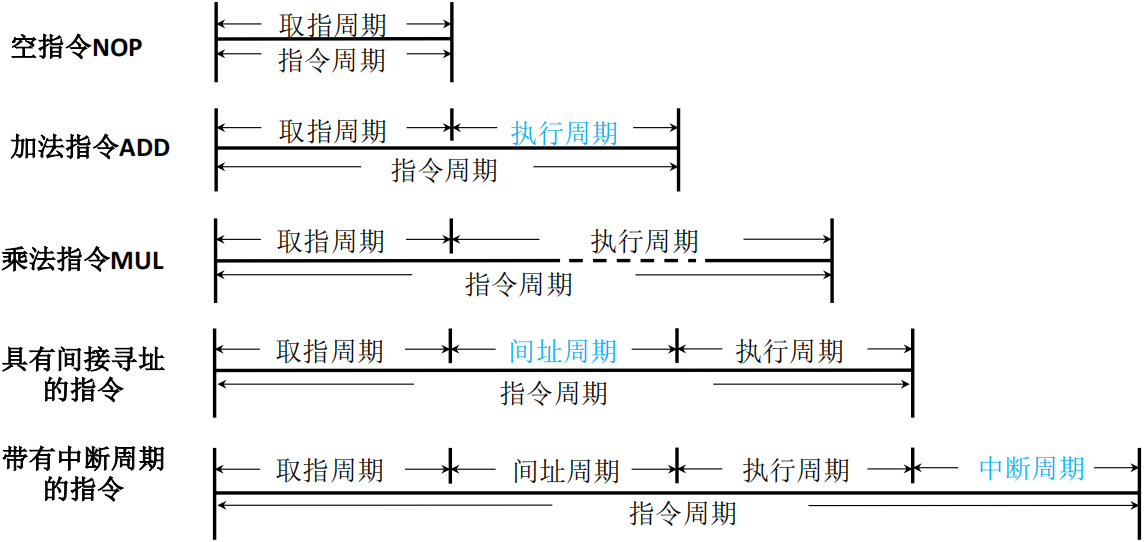 取指周期
空指令NOP
指令周期
取指周期 执行周期
加法指令ADD
指令周期
取指周期 执行周期
乘法指令MUL
指令周期
具有间接寻址
的指令
取指周期 间址周期 执行周期
指令周期
带有中断周期
的指令
取指周期 间址周期 执行周期 中断周期
指令周期